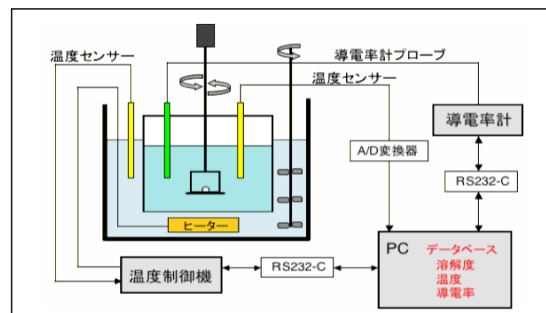 温度センサー
導電率計プローブ
温度センサー
導電率計
A/D変換器
RS232-C
ヒーター
PC データベース
溶解度
温度
導電率
温度制御機
RS232-C